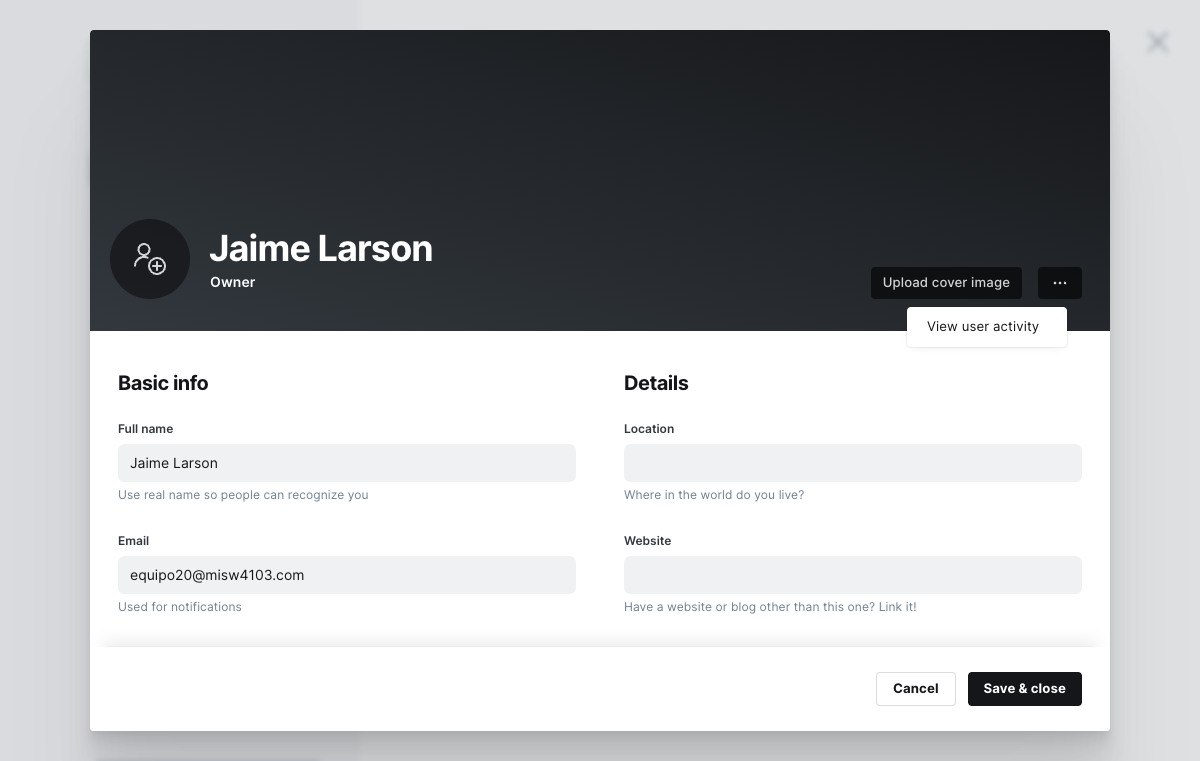 Jaime Larson
Owner
Upload cover image
···
View user activity
Basic info
Full name
Jaime Larson
Use real name so people can recognize you
Email
equipo20@misw4103.com
Used for notifications
Details
Location
Where in the world do you live?
Website
Have a website or blog other than this one? Link it!
Cancel
Save & close